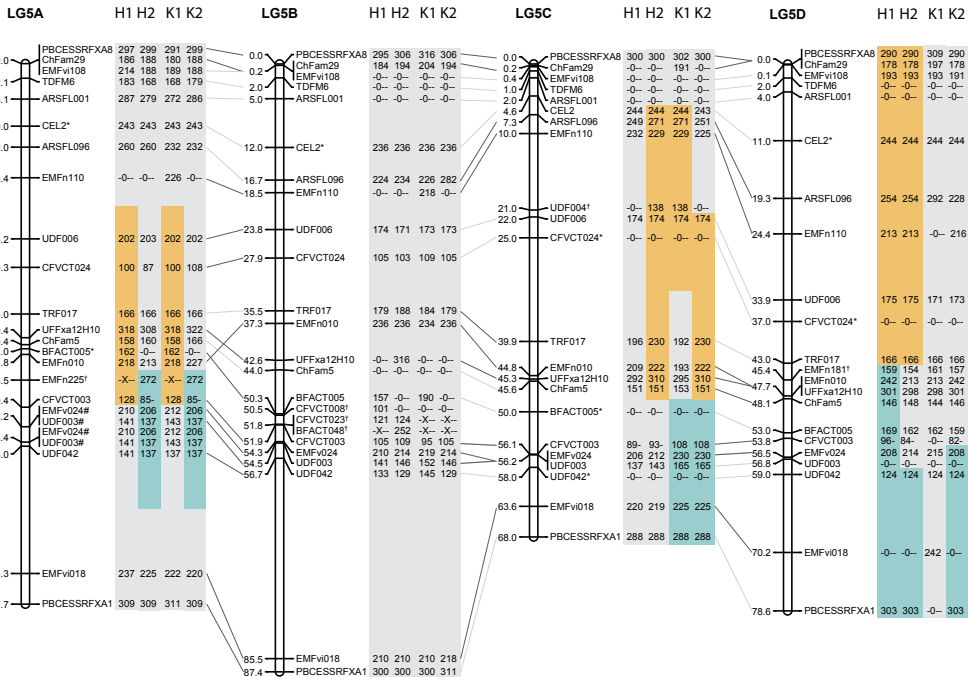 LG5A H1 H2 K1 K2
PBCESSRFXA8 297 299 291 299
.0 ChFam29 186 188 180 188
EMFvi108 214 188 189 188
.1 TDFM6 183 168 168 179
.1 ARSFL001 287 279 272 286
.0 CEL2* 243 243 243 243
.0 ARSFL096 260 260 232 232
.4 EMFn110 -0-- -0-- 226 -0--
.2 UDF006 202 203 202 202
.3 CFVCT024 100 87 100 108
.0 TRF017 166 166 166 166
.4 UFFxa12H10 318 308 318 322
.4 ChFam5 158 160 158 166
.0 BFACT005* 162 -0-- 162 -0--
.8 EMFn010 218 213 218 227
.5 EMFn225† -X-- 272 -X-- 272
.4 CFVCT003 128 85- 128 85-
.2 EMFv024# 210 206 212 206
UDF003# 141 137 143 137
.4 EMFv024# 210 206 212 206
UDF003# 141 137 143 137
.0 UDF042 141 137 137 137
.3 EMFvi018 237 225 222 220
.7 PBCESSRFXA1 309 309 311 309
LG5B H1 H2 K1 K2
0.0 PBCESSRFXA8 295 306 316 306
0.2 ChFam29 184 194 204 194
EMFvi108 -0-- -0-- -0-- -0--
2.0 TDFM6 -0-- -0-- -0-- -0--
5.0 ARSFL001 -0-- -0-- -0-- -0--
12.0 CEL2* 236 236 236 236
16.7 ARSFL096 224 234 226 282
18.5 EMFn110 -0-- -0-- 218 -0--
23.8 UDF006 174 171 173 173
27.9 CFVCT024 105 103 109 105
35.5 TRF017 179 188 184 179
37.3 EMFn010 236 236 234 236
42.6 UFFxa12H10 -0-- 316 -0-- -0--
44.0 ChFam5 -0-- -0-- -0-- -0--
50.3 BFACT005 157 -0-- 190 -0--
50.5 CFVCT008† 101 -0-- -0-- -0--
51.8 CFVCT023† 121 124 -X-- -X--
BFACT048† -X-- 252 -X-- -X--
51.9 CFVCT003 105 109 95 105
54.3 EMFv024 210 214 219 214
54.5 UDF003 141 146 152 146
56.7 UDF042 133 129 145 129
85.5 EMFvi018 210 210 210 218
87.4 PBCESSRFXA1 300 300 300 311
LG5C H1 H2 K1 K2
0.0 PBCESSRFXA8 300 300 302 300
0.2 ChFam29 -0-- -0-- 191 -0--
0.4 EMFvi108 -0-- -0-- -0-- -0--
1.0 TDFM6 -0-- -0-- -0-- -0--
2.0 ARSFL001 -0-- -0-- -0-- -0--
4.6 CEL2 244 244 244 243
7.3 ARSFL096 249 271 271 251
10.0 EMFn110 232 229 229 225
21.0 UDF004† -0-- 138 138 -0--
22.0 UDF006 174 174 174 174
25.0 CFVCT024* -0-- -0-- -0-- -0--
39.9 TRF017 196 230 192 230
44.8 EMFn010 209 222 193 222
45.3 UFFxa12H10 292 310 295 310
45.6 ChFam5 151 151 153 151
50.0 BFACT005* -0-- -0-- -0-- -0--
56.1 CFVCT003 89- 93- 108 108
56.2 EMFv024 206 212 230 230
UDF003 137 143 165 165
58.0 UDF042* -0-- -0-- -0-- -0--
63.6 EMFvi018 220 219 225 225
68.0 PBCESSRFXA1 288 288 288 288
LG5D H1 H2 K1 K2
PBCESSRFXA8 290 290 309 290
0.0 ChFam29 178 178 197 178
0.1 EMFvi108 193 193 193 191
2.0 TDFM6 -0-- -0-- -0-- -0--
4.0 ARSFL001 -0-- -0-- -0-- -0--
11.0 CEL2* 244 244 244 244
19.3 ARSFL096 254 254 292 228
24.4 EMFn110 213 213 -0-- 216
33.9 UDF006 175 175 171 173
37.0 CFVCT024* -0-- -0-- -0-- -0--
43.0 TRF017 166 166 166 166
45.4 EMFn181† 159 154 161 157
47.7 EMFn010 242 213 213 242
UFFxa12H10 301 298 298 301
48.1 ChFam5 146 148 144 146
53.0 BFACT005 169 162 162 159
53.8 CFVCT003 96- 84- -0-- 82-
56.5 EMFv024 208 214 215 208
56.8 UDF003 -0-- -0-- -0-- -0--
59.0 UDF042 124 124 124 124
70.2 EMFvi018 -0-- -0-- 242 -0--
78.6 PBCESSRFXA1 303 303 -0-- 303